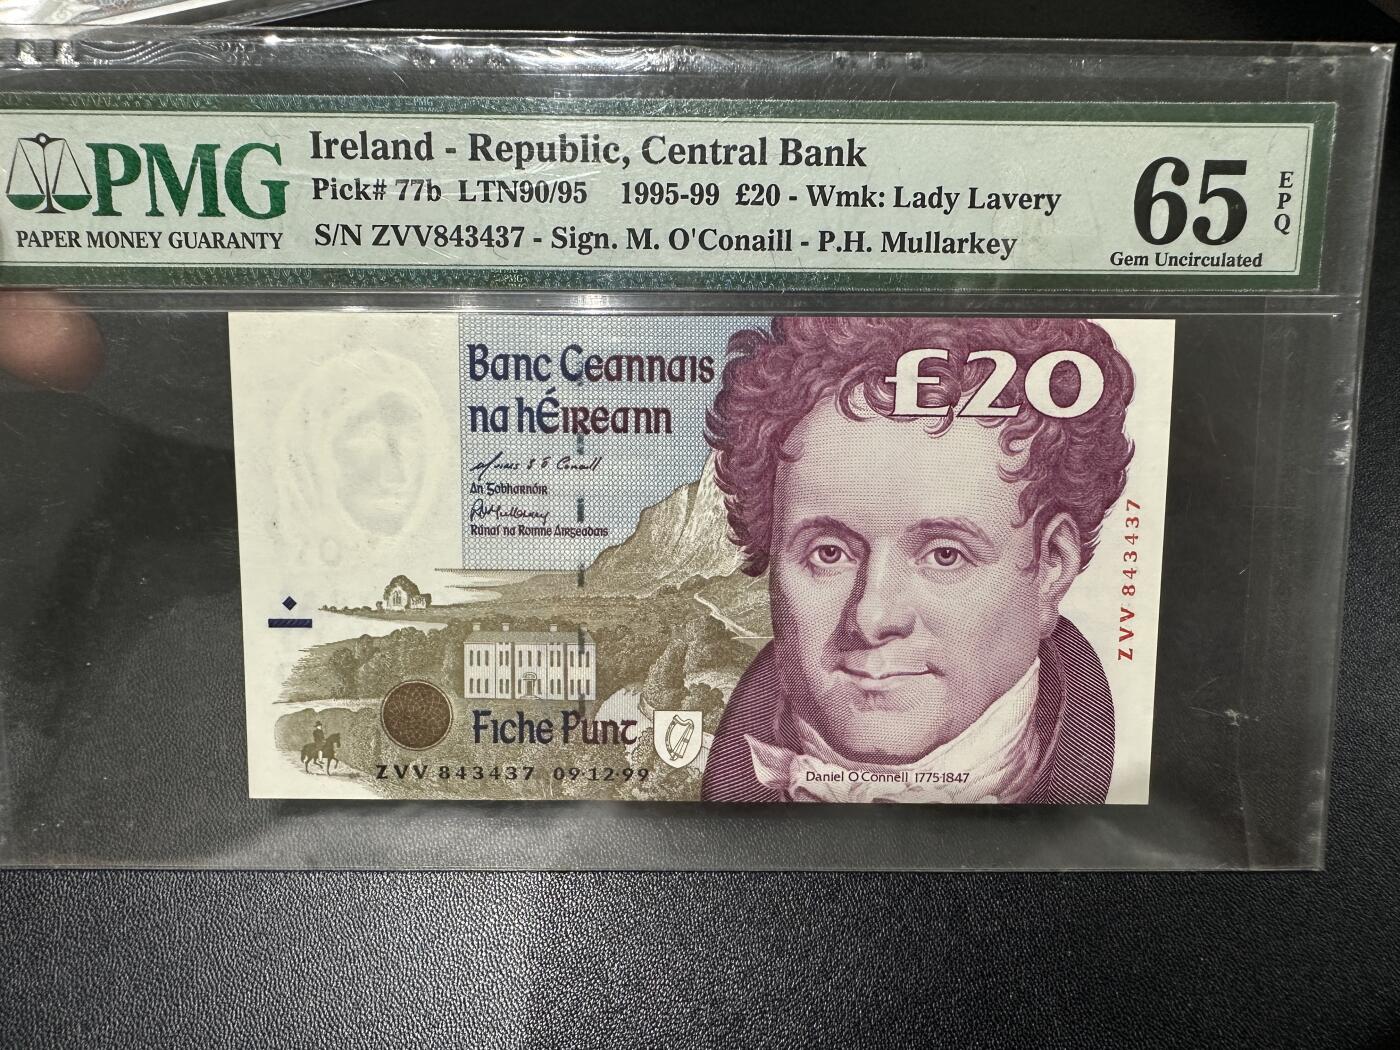 PMG
PAPER MONEY GUARANTY
Ireland - Republic, Central Bank
Pick# 77b LTN90/95 1995-99 £20 - Wmk: Lady Lavery
S/N ZVV843437 - Sign. M. O'Conaill - P.H. Mullarkey
65
EPQ
Gem Uncirculated
Banc Ceannais
na hÉireann
£20
An Gobharnóir
Rúnaí na Roinne Airgeadais
ZVV 843437
Fiche Punt
ZVV 843437 09·12·99
Daniel O'Connell 1775-1847